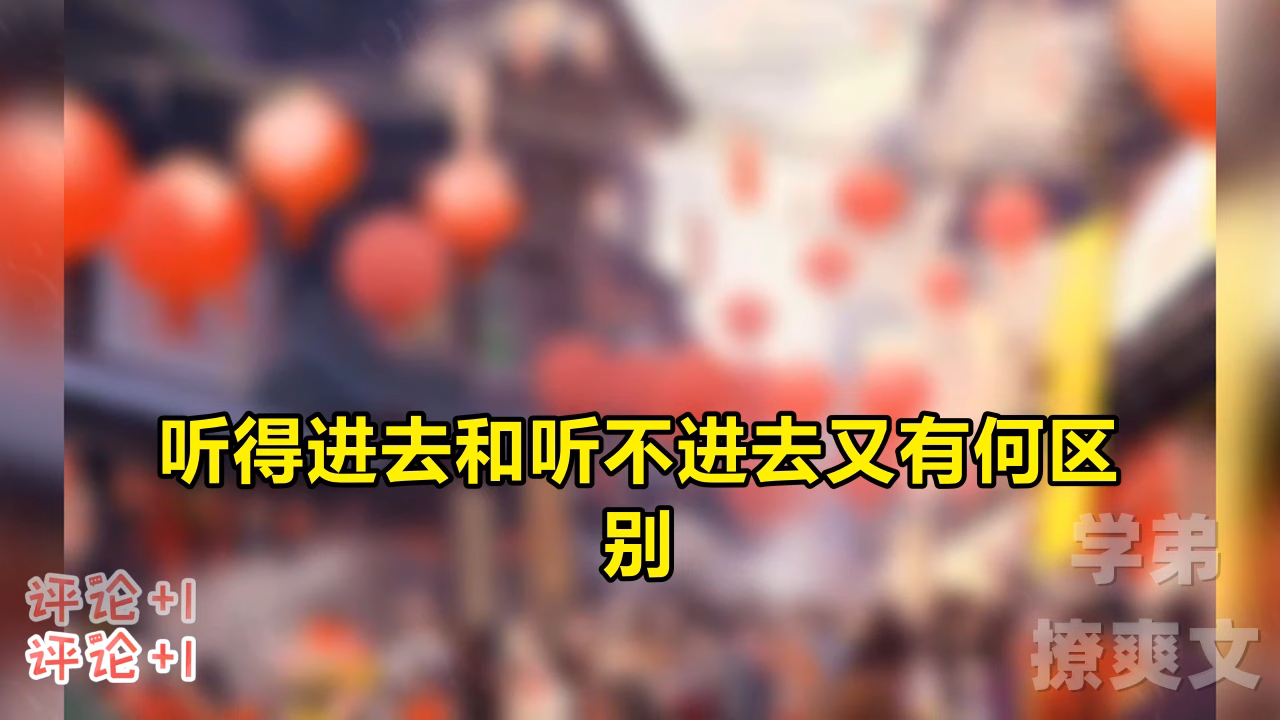 听得进去和听不进去又有何区
别
学弟
撩爽文
评论+1
评论+1